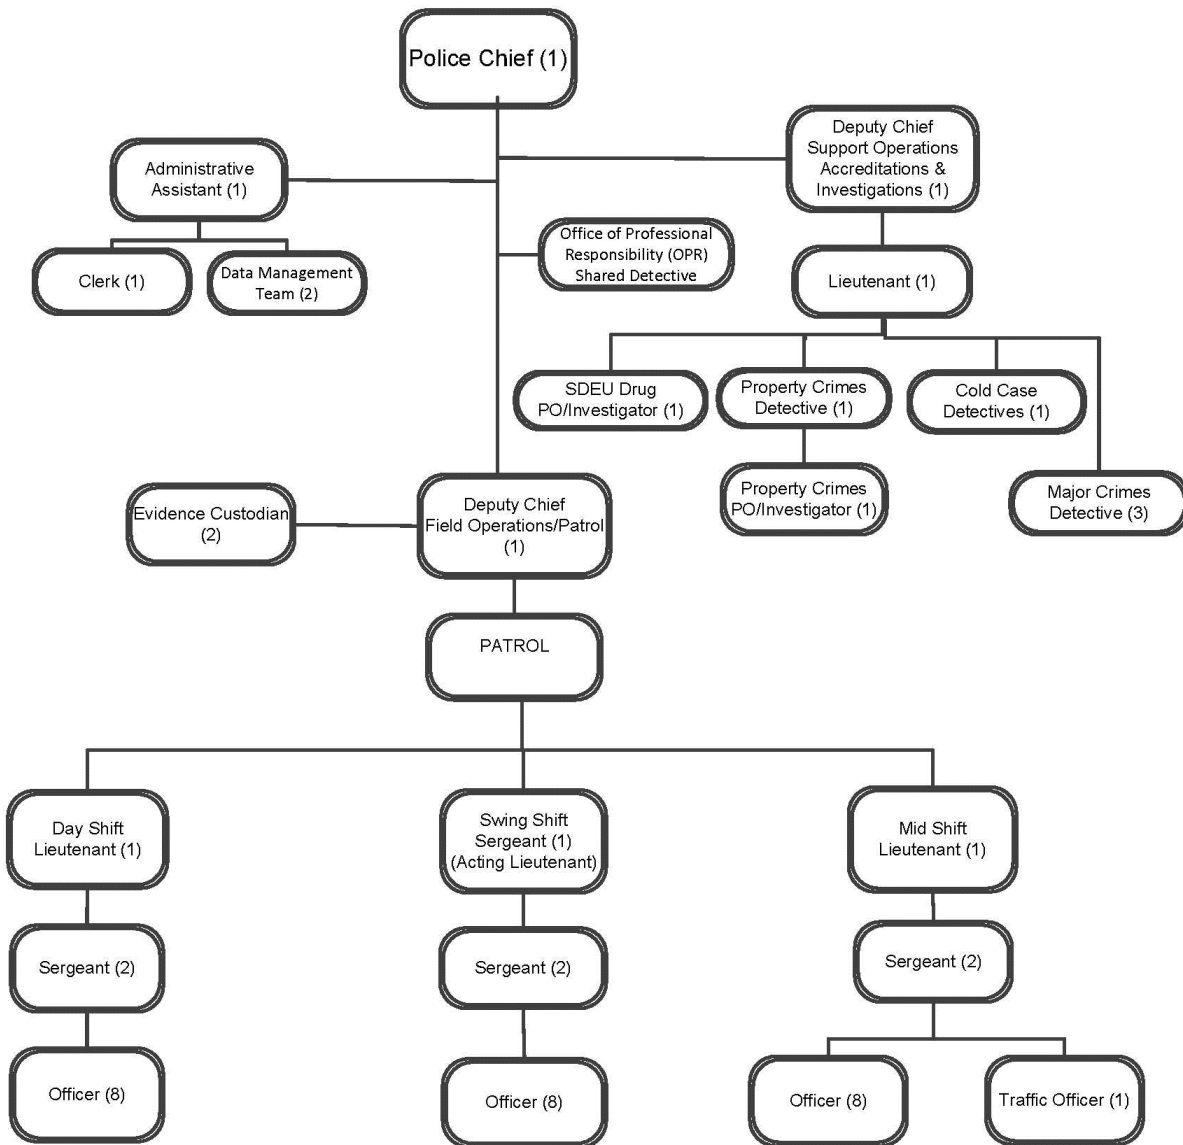 Police Chief (1)
Deputy Chief
Support Operations
Accreditations &
Investigations (1)
Administrative
Assistant (1)
Office of Professional
Responsibility (OPR)
Shared Detective
Clerk (1)
Data Management
Team (2)
Lieutenant (1)
SDEU Drug
PO/Investigator (1)
Property Crimes
Detective (1)
Cold Case
Detectives (1)
Property Crimes
PO/Investigator (1)
Major Crimes
Detective (3)
Evidence Custodian
(2)
Deputy Chief
Field Operations/Patrol
(1)
PATROL
Day Shift
Lieutenant (1)
Swing Shift
Sergeant (1)
(Acting Lieutenant)
Mid Shift
Lieutenant (1)
Sergeant (2)
Sergeant (2)
Sergeant (2)
Officer (8)
Officer (8)
Officer (8)
Traffic Officer (1)